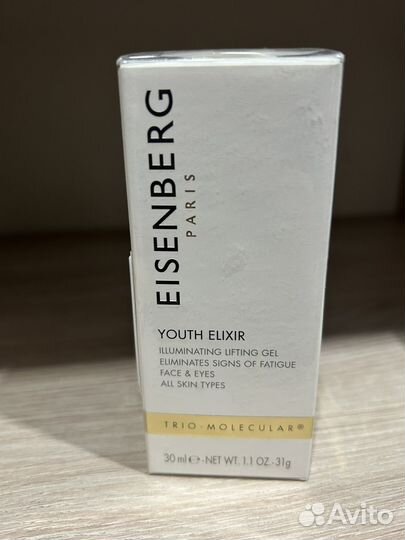 EISENBERG
PARIS
YOUTH ELIXIR
ILLUMINATING LIFTING GEL
ELIMINATES SIGNS OF FATIGUE
FACE & EYES
ALL SKIN TYPES
TRIO-MOLECULAR®
30 ml ℮-NET WT. 1.1 OZ-31g
Avito